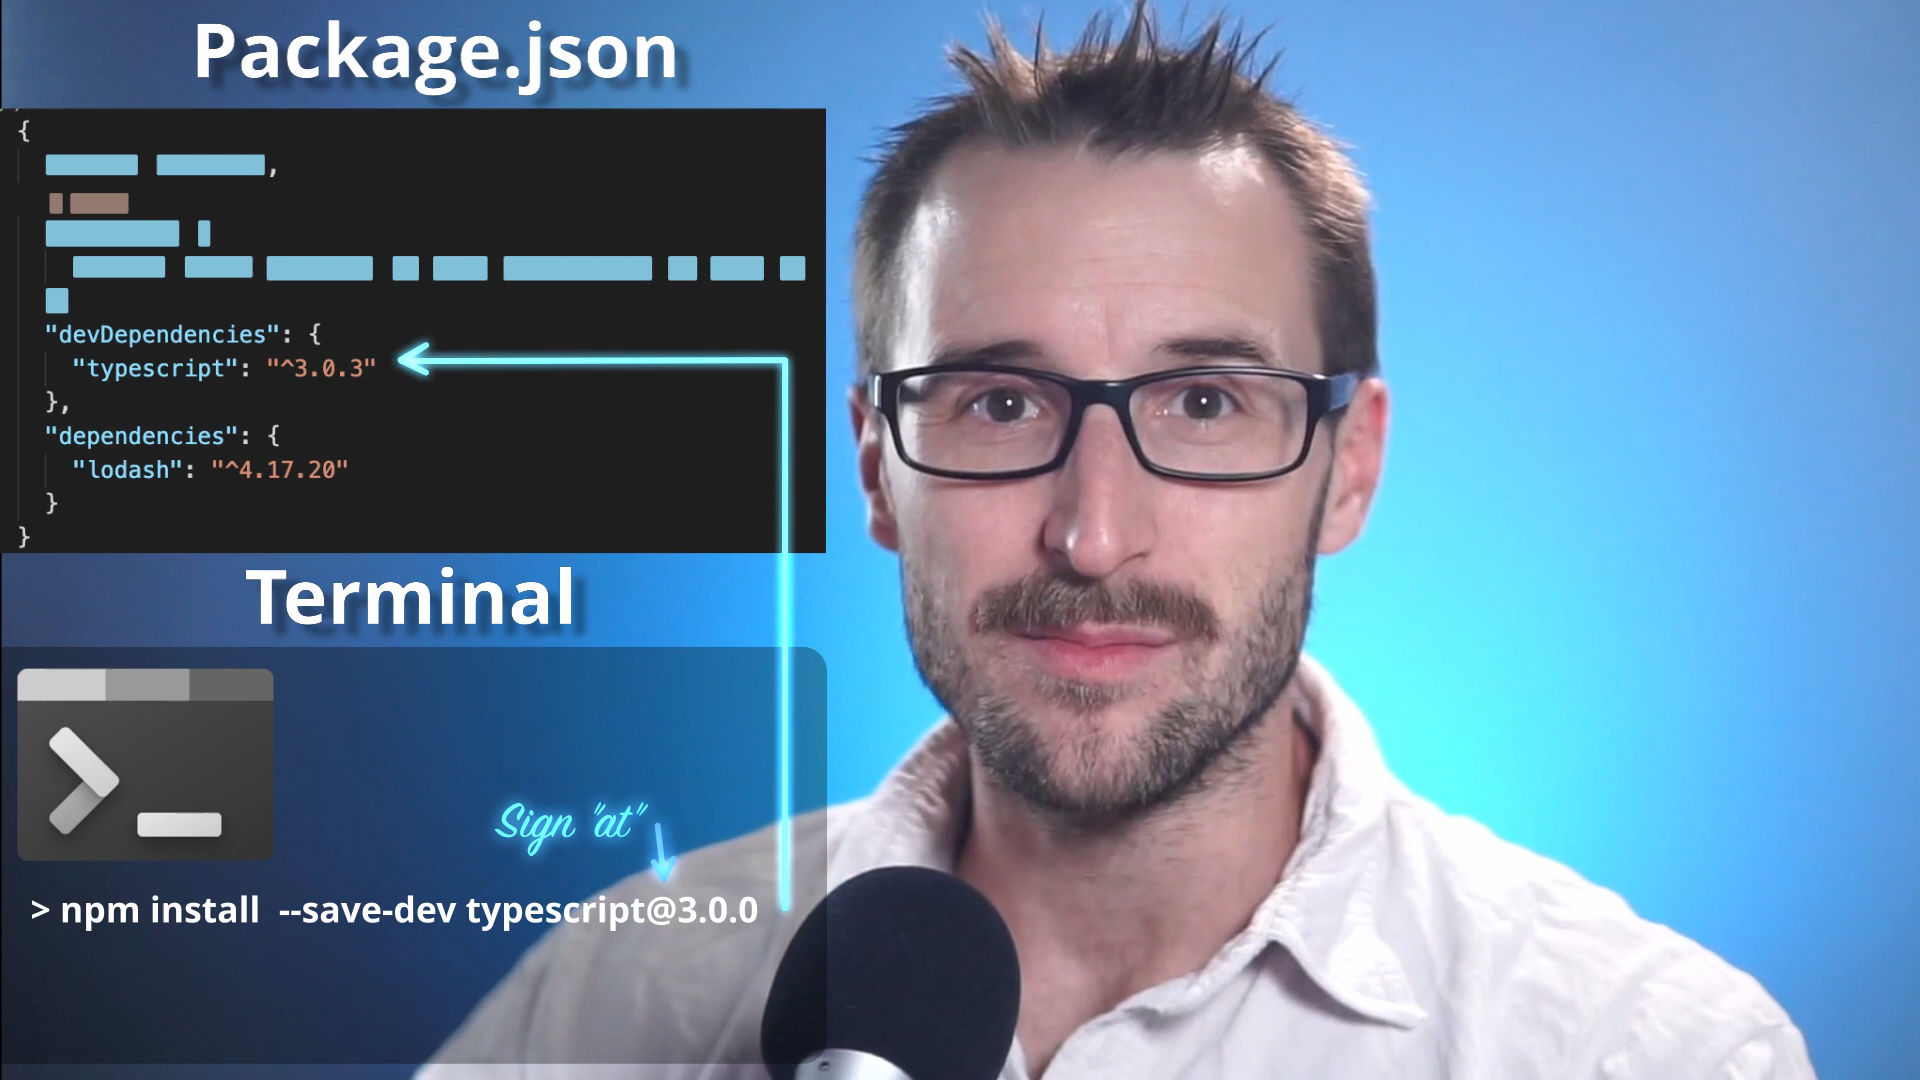 Package.json
{
,
"devDependencies": {
"typescript": "^3.0.3"
},
"dependencies": {
"lodash": "^4.17.20"
}
}
Terminal
Sign "at"
> npm install --save-dev typescript@3.0.0